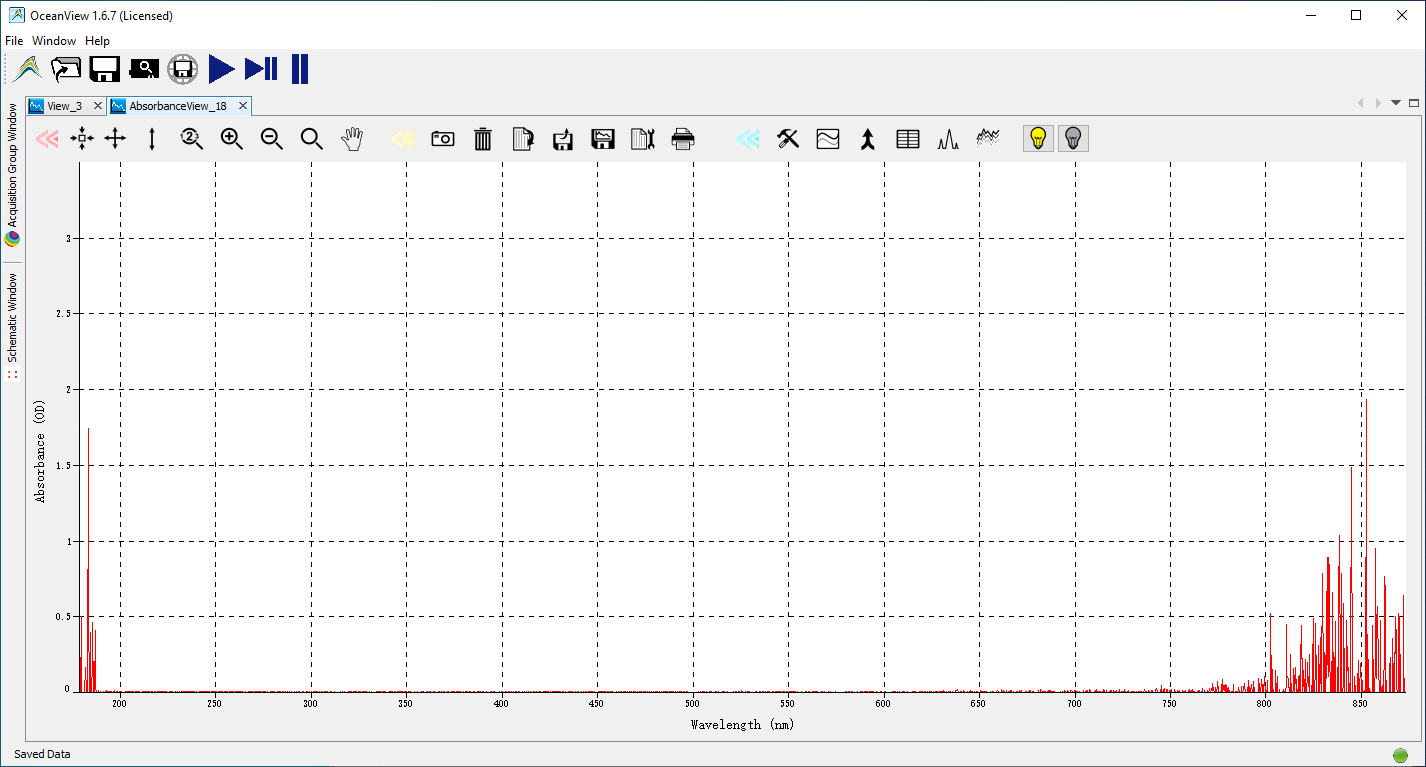 OceanView 1.6.7 (Licensed)
File Window Help
View_3 AbsorbanceView_18
Acquisition Group Window
Schematic Window
2
3
2.5
2
1.5
1
0.5
0
Absorbance (OD)
200 250 300 350 400 450 500 550 600 650 700 750 800 850
Wavelength (nm)
Saved Data